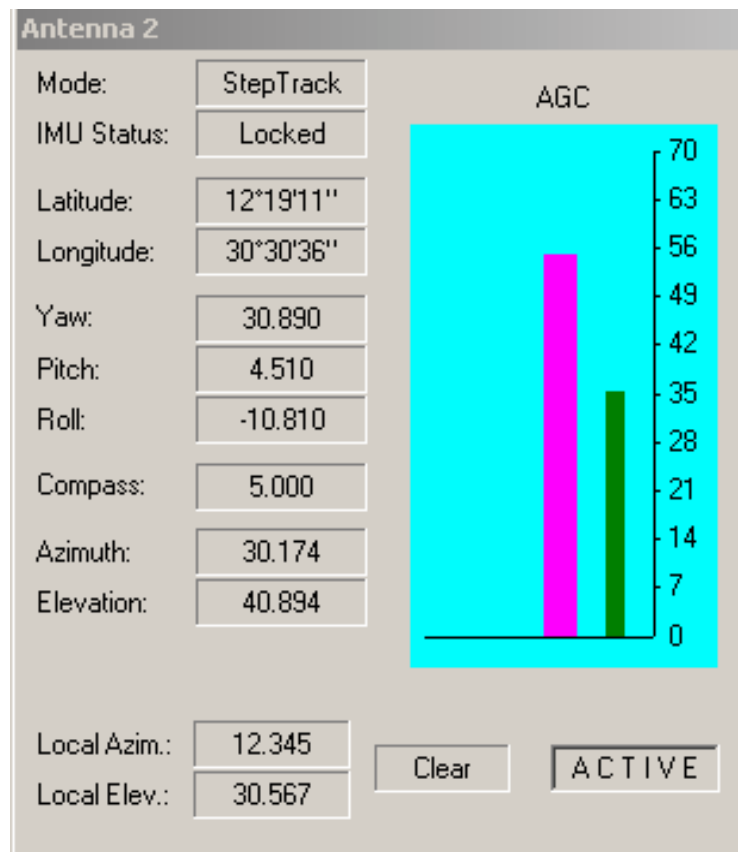 Antenna 2
Mode: StepTrack
AGC
IMU Status: Locked
70
Latitude: 12°19'11''
63
Longitude: 30°30'36''
56
49
Yaw: 30.890
42
Pitch: 4.510
35
Roll: -10.810
28
Compass: 5.000
21
14
Azimuth: 30.174
7
Elevation: 40.894
0
Local Azim.: 12.345
Clear
ACTIVE
Local Elev.: 30.567